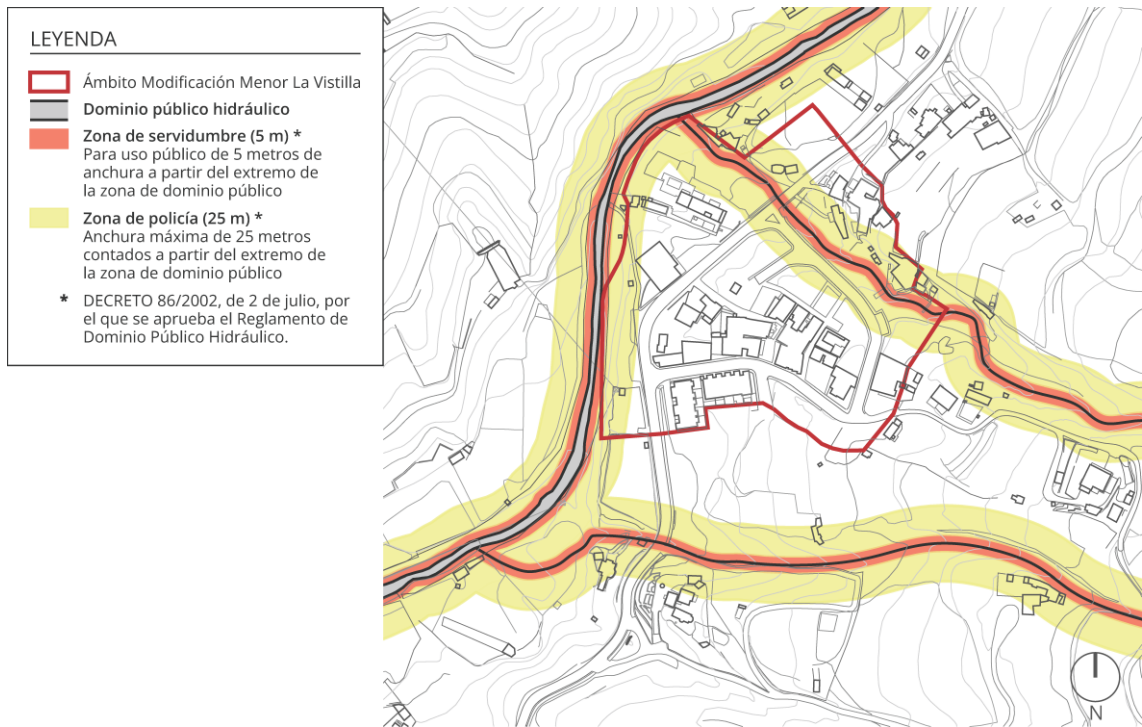 LEYENDA
Ámbito Modificación Menor La Vistilla
Dominio público hidráulico
Zona de servidumbre (5 m) *
Para uso público de 5 metros de
anchura a partir del extremo de
la zona de dominio público
Zona de policía (25 m) *
Anchura máxima de 25 metros
contados a partir del extremo de
la zona de dominio público
* DECRETO 86/2002, de 2 de julio, por
el que se aprueba el Reglamento de
Dominio Público Hidráulico.
N